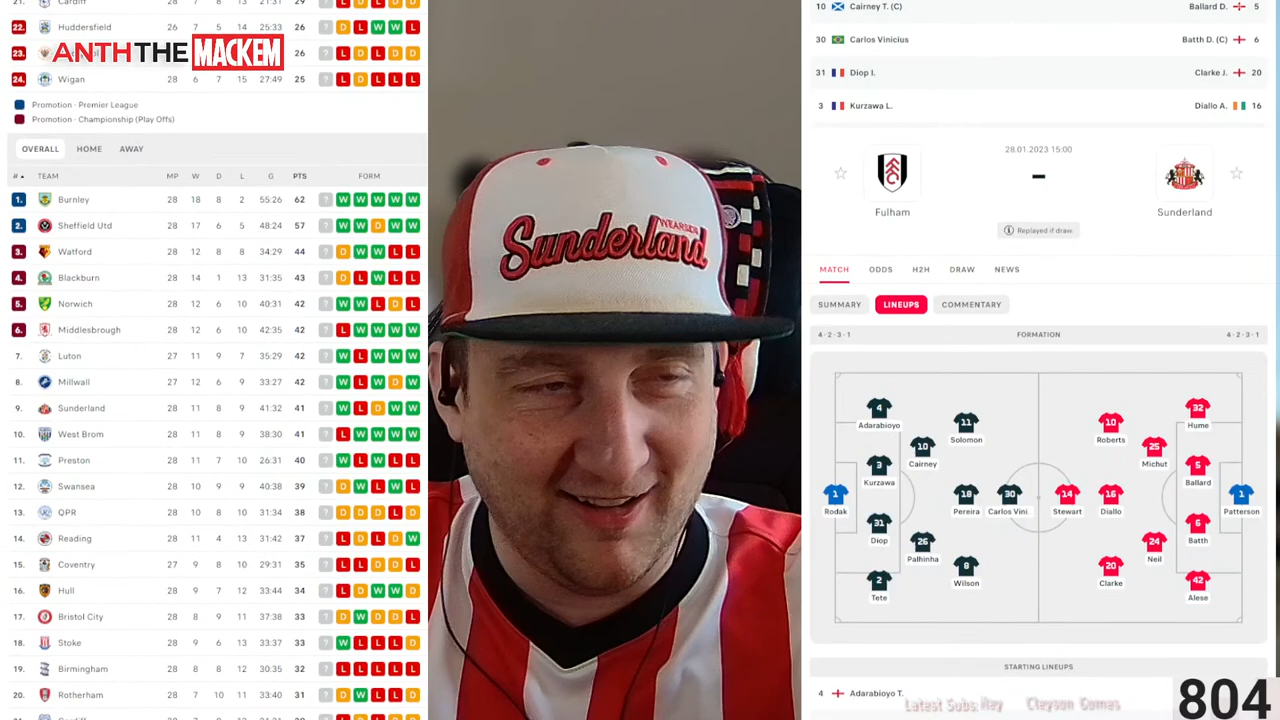 21. Cardiff 28 7 8 13 21:31 29 L D L D D
22. Huddersfield 26 7 5 14 25:33 26 ? D L W W L
23. 26 L D L D D
ANTHTHE MACKEM
24. Wigan 28 6 7 15 27:49 25 ? L D L L L
Promotion - Premier League
Promotion - Championship (Play Offs)
OVERALL HOME AWAY
# TEAM MP W D L G PTS FORM
1. Burnley 28 18 8 2 55:26 62 ? W W W W W
2. Sheffield Utd 28 17 6 5 48:24 57 ? W W D W W
3. Watford 28 12 8 8 34:29 44 ? D W W L L
4. Blackburn 28 14 1 13 31:35 43 ? D L W L L
5. Norwich 28 12 6 10 40:31 42 ? W W L D L
6. Middlesbrough 28 12 6 10 42:35 42 ? L W W W W
7. Luton 27 11 9 7 35:29 42 ? W L W W W
8. Millwall 27 12 6 9 33:27 42 ? W L W D W
9. Sunderland 28 11 8 9 41:32 41 ? W L D W W
10. West Brom 28 11 8 9 38:30 41 ? L W W W W
11. Preston 28 11 7 10 26:31 40 ? W L W L L
12. Swansea 28 10 9 9 40:38 39 ? D W L W L
13. QPR 28 10 8 10 31:34 38 ? D D D L D
14. Reading 28 11 4 13 31:42 37 ? L D L D W
15. Coventry 27 9 8 10 29:31 35 ? L L D D L
16. Hull 28 9 7 12 33:44 34 ? L D W W D
17. Bristol City 28 8 9 11 37:38 33 ? D W D D L
18. Stoke 28 9 6 13 33:37 33 ? W L L L D
19. Birmingham 28 8 8 12 30:35 32 ? L L L L L
20. Rotherham 28 7 10 11 33:40 31 ? D W L L D
Sunderland
WEARSIDE
10 Cairney T. (C) Ballard D. 5
30 Carlos Vinicius Batth D. (C) 6
31 Diop I. Clarke J. 20
3 Kurzawa L. Diallo A. 16
28.01.2023 15:00
-
Fulham Sunderland
Replayed if draw.
MATCH ODDS H2H DRAW NEWS
SUMMARY LINEUPS COMMENTARY
4 - 2 - 3 - 1 FORMATION 4 - 2 - 3 - 1
4 Adarabioyo
11 Solomon
10 Roberts
32 Hume
10 Cairney
25 Michut
3 Kurzawa
5 Ballard
1 Rodak
18 Pereira
30 Carlos Vini.
14 Stewart
16 Diallo
1 Patterson
31 Diop
6 Batth
26 Palhinha
24 Neil
2 Tete
8 Wilson
20 Clarke
42 Alese
STARTING LINEUPS
4 Adarabioyo T.
Latest Subs: Clayson Gomes
804